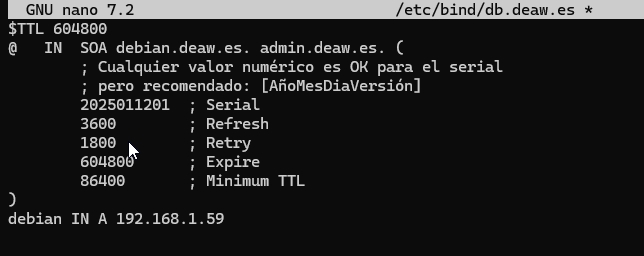 GNU nano 7.2 /etc/bind/db.deaw.es *
$TTL 604800
@ IN SOA debian.deaw.es. admin.deaw.es. (
; Cualquier valor numérico es OK para el serial
; pero recomendado: [AñoMesDiaVersión]
2025011201 ; Serial
3600 ; Refresh
1800 ; Retry
604800 ; Expire
86400 ; Minimum TTL
)
debian IN A 192.168.1.59